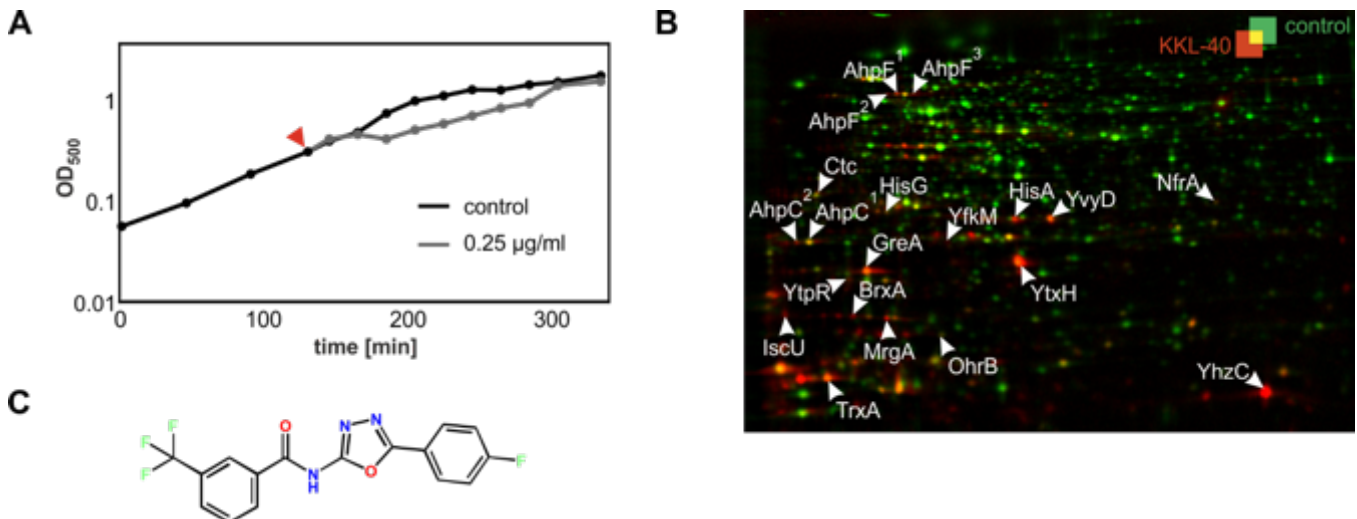 A
OD500
1
0.1
0.01
0
100
200
300
time [min]
control
0.25 µg/ml
B
control
KKL-40
AhpF1
AhpF3
AhpF2
Ctc
HisG
HisA
NfrA
AhpC2
AhpC1
YfkM
YvyD
GreA
YtpR
BrxA
YtxH
IscU
MrgA
OhrB
YhzC
TrxA
C
F
F
F
O
N
H
N
N
O
F